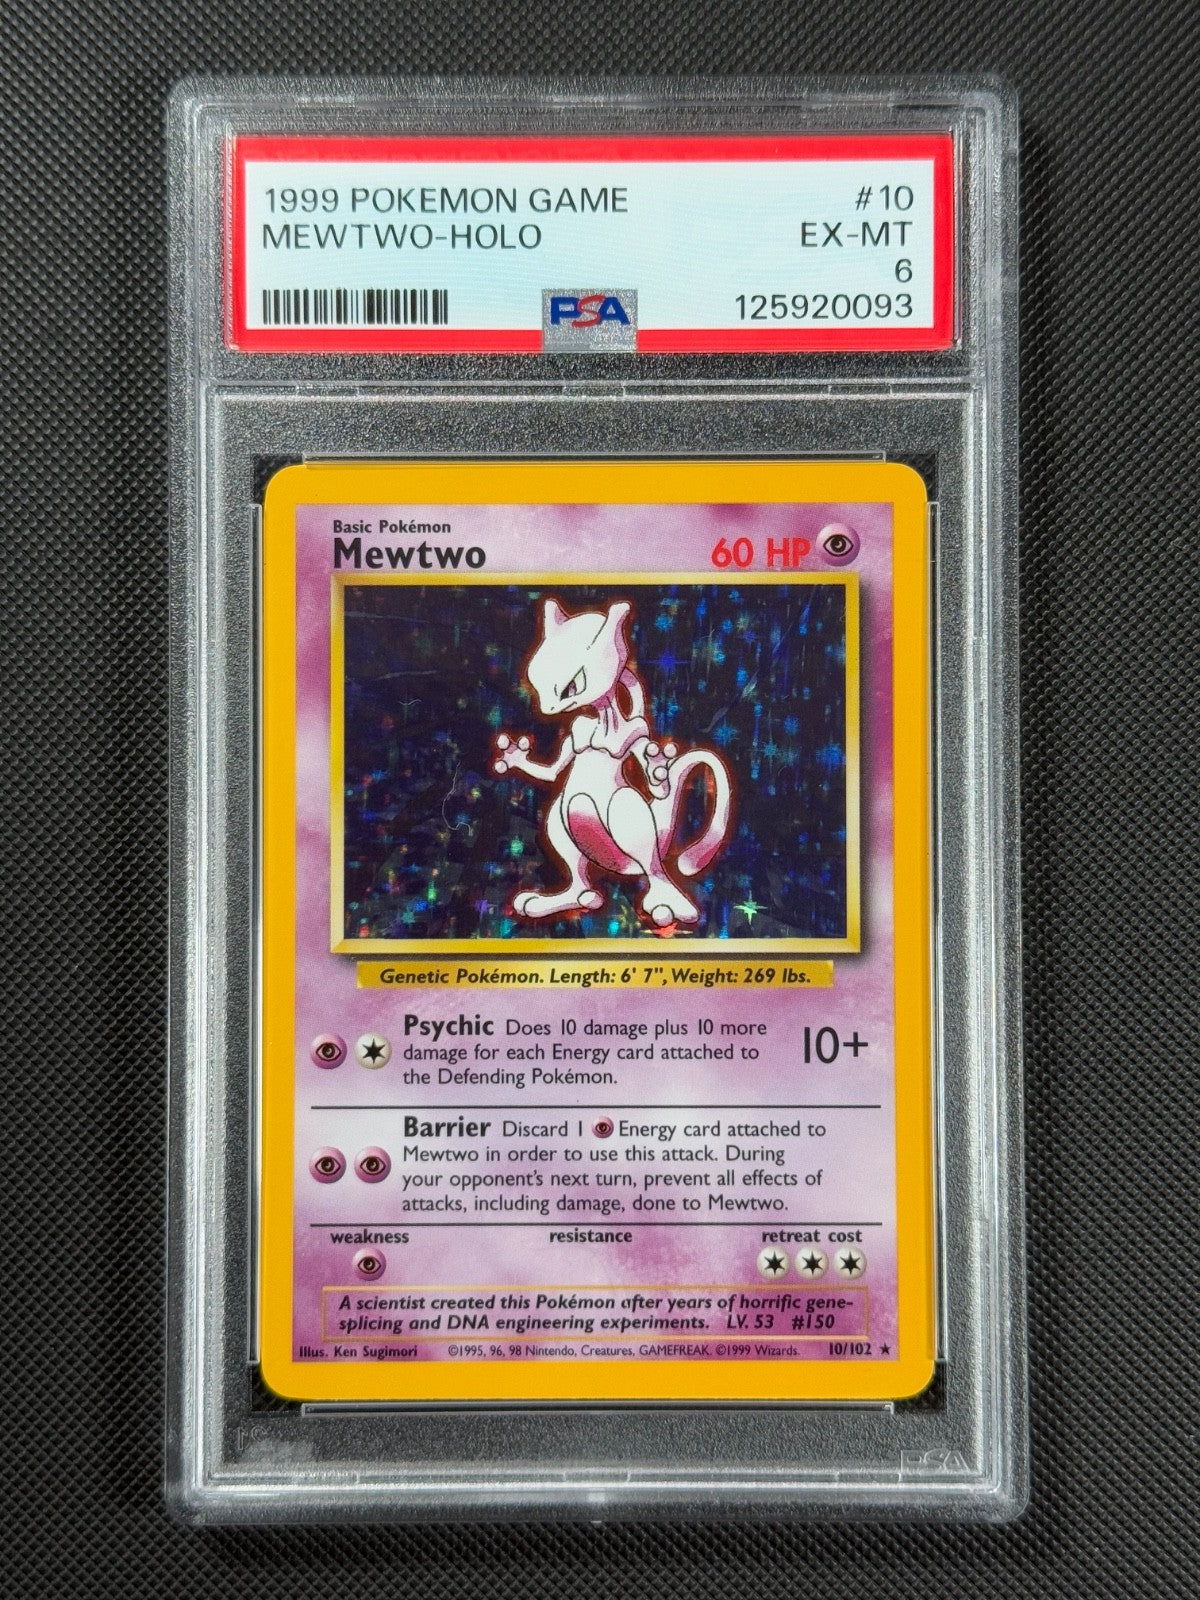 1999 POKEMON GAME #10
MEWTWO-HOLO EX-MT
6
PSA 125920093
Basic Pokémon
Mewtwo 60 HP
Genetic Pokémon. Length: 6' 7", Weight: 269 lbs.
Psychic Does 10 damage plus 10 more
damage for each Energy card attached to
the Defending Pokémon.
10+
Barrier Discard 1 Energy card attached to
Mewtwo in order to use this attack. During
your opponent's next turn, prevent all effects of
attacks, including damage, done to Mewtwo.
weakness resistance retreat cost
A scientist created this Pokémon after years of horrific gene-
splicing and DNA engineering experiments. LV. 53 #150
Illus. Ken Sugimori ©1995, 96, 98 Nintendo, Creatures, GAMEFREAK. ©1999 Wizards. 10/102 ★
PSA